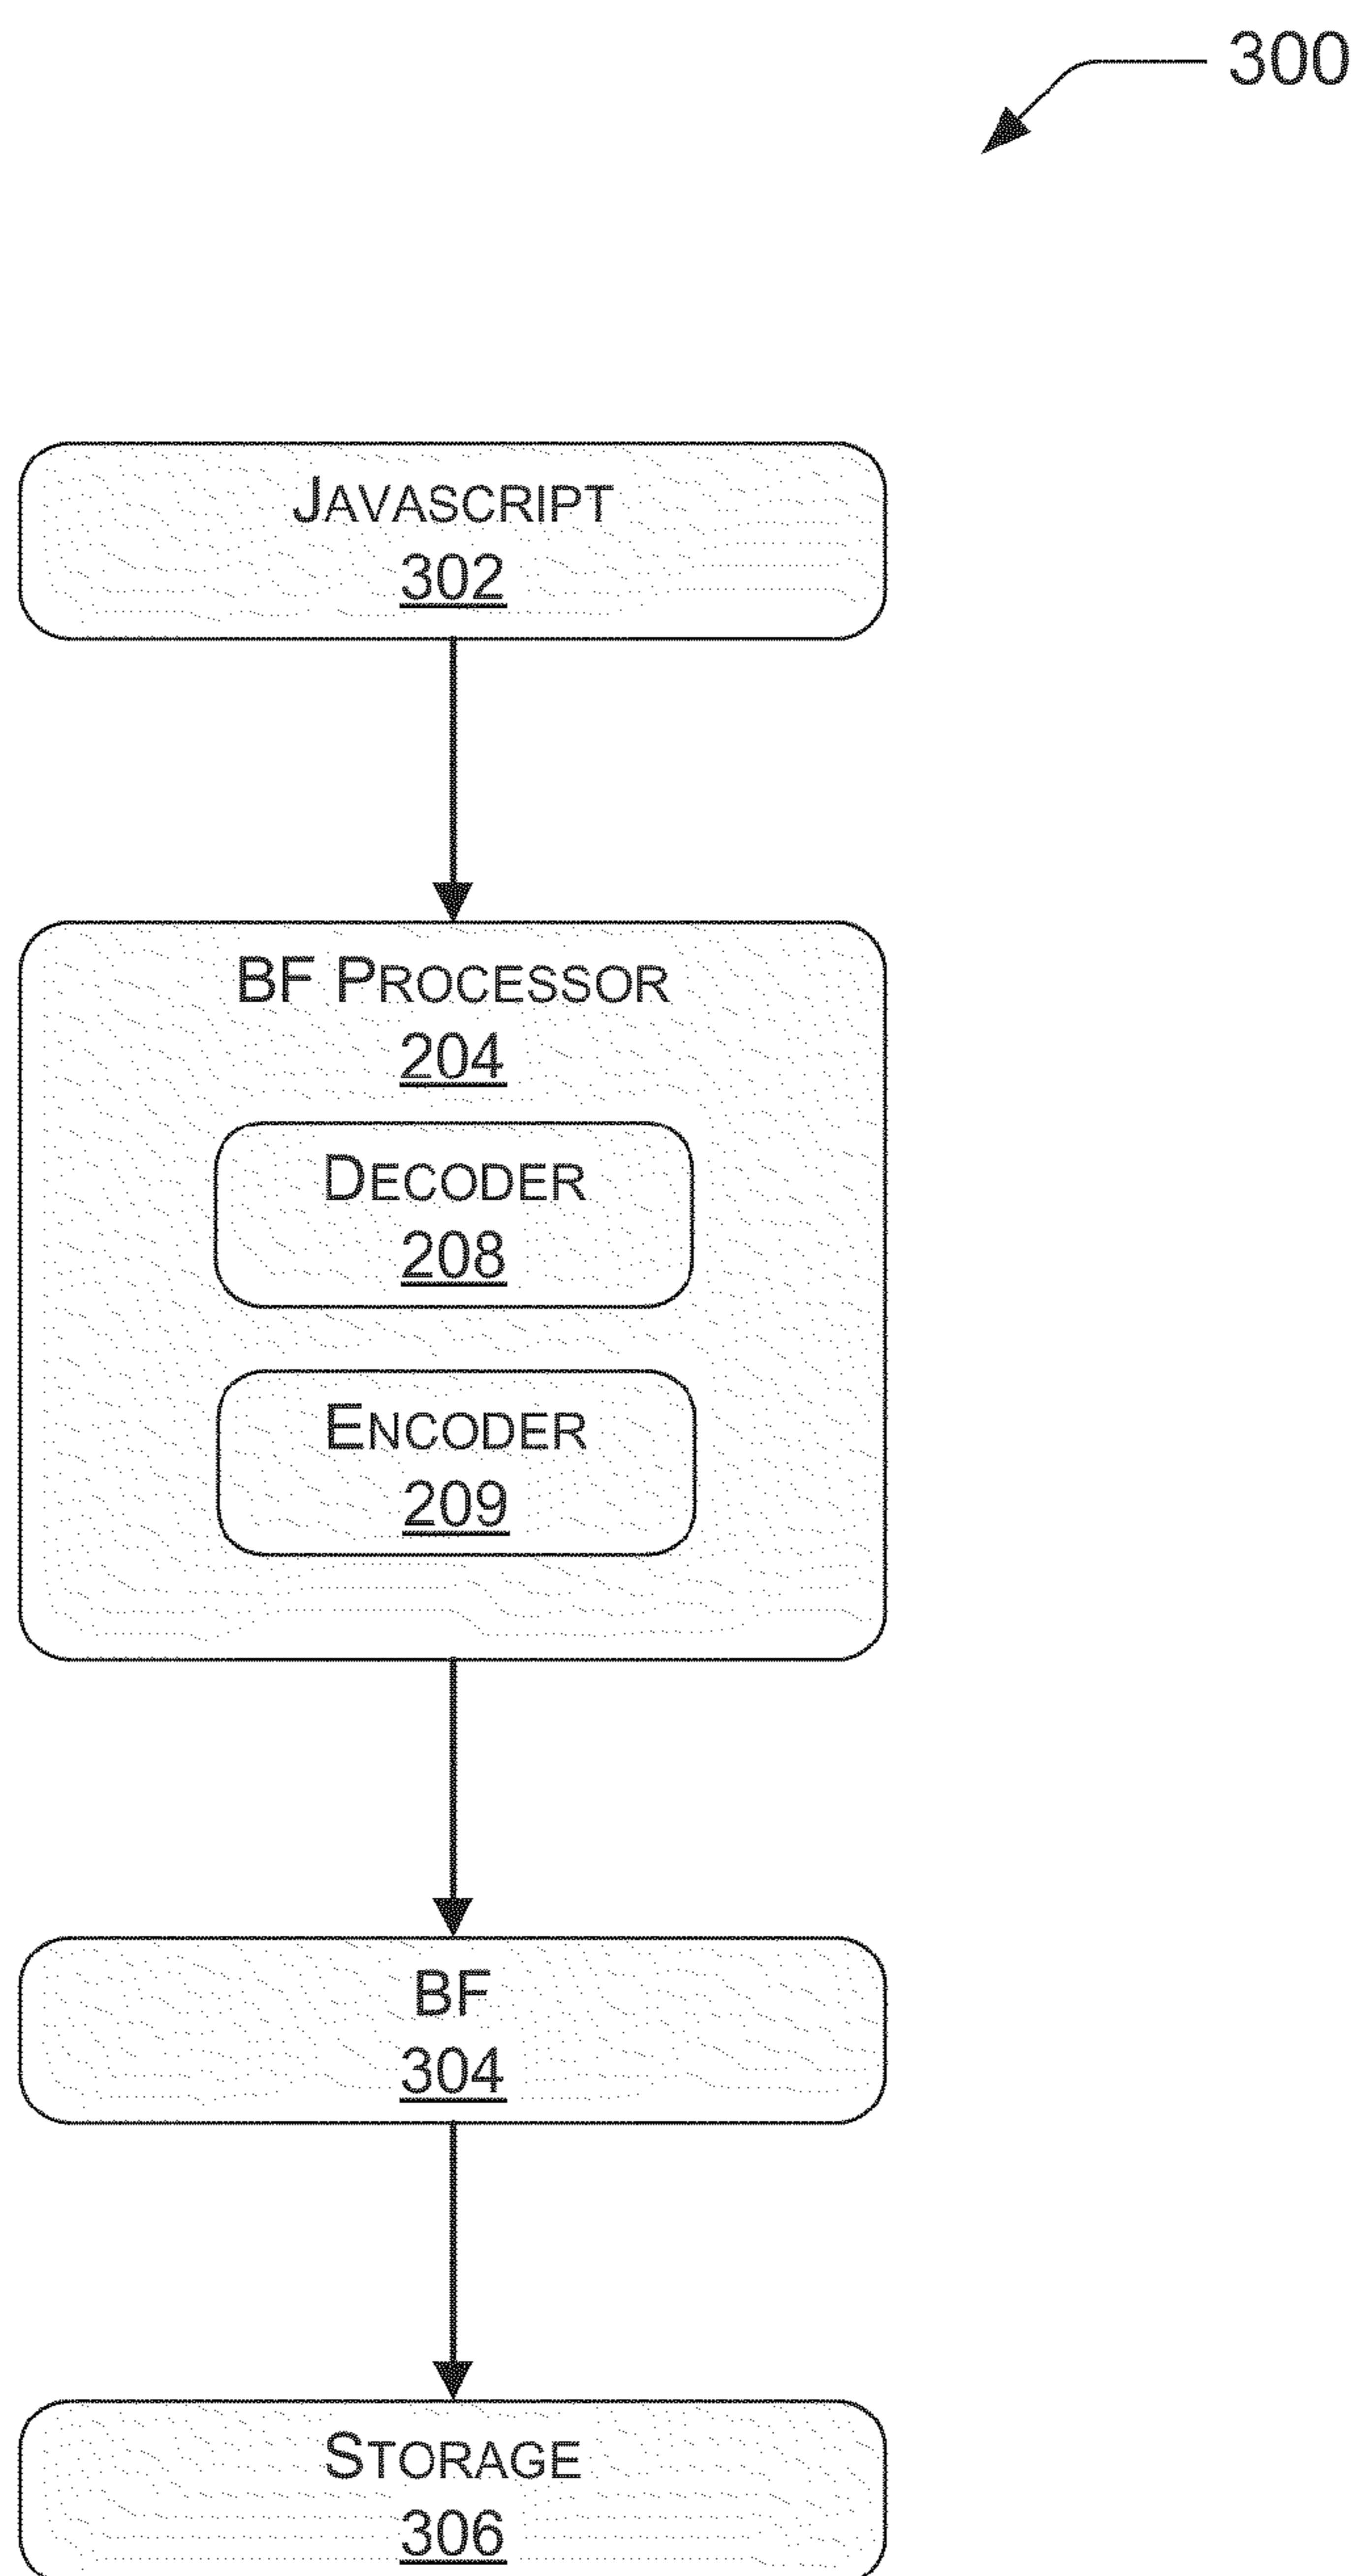 300
JAVASCRIPT
302
BF PROCESSOR
204
DECODER
208
ENCODER
209
BF
304
STORAGE
306